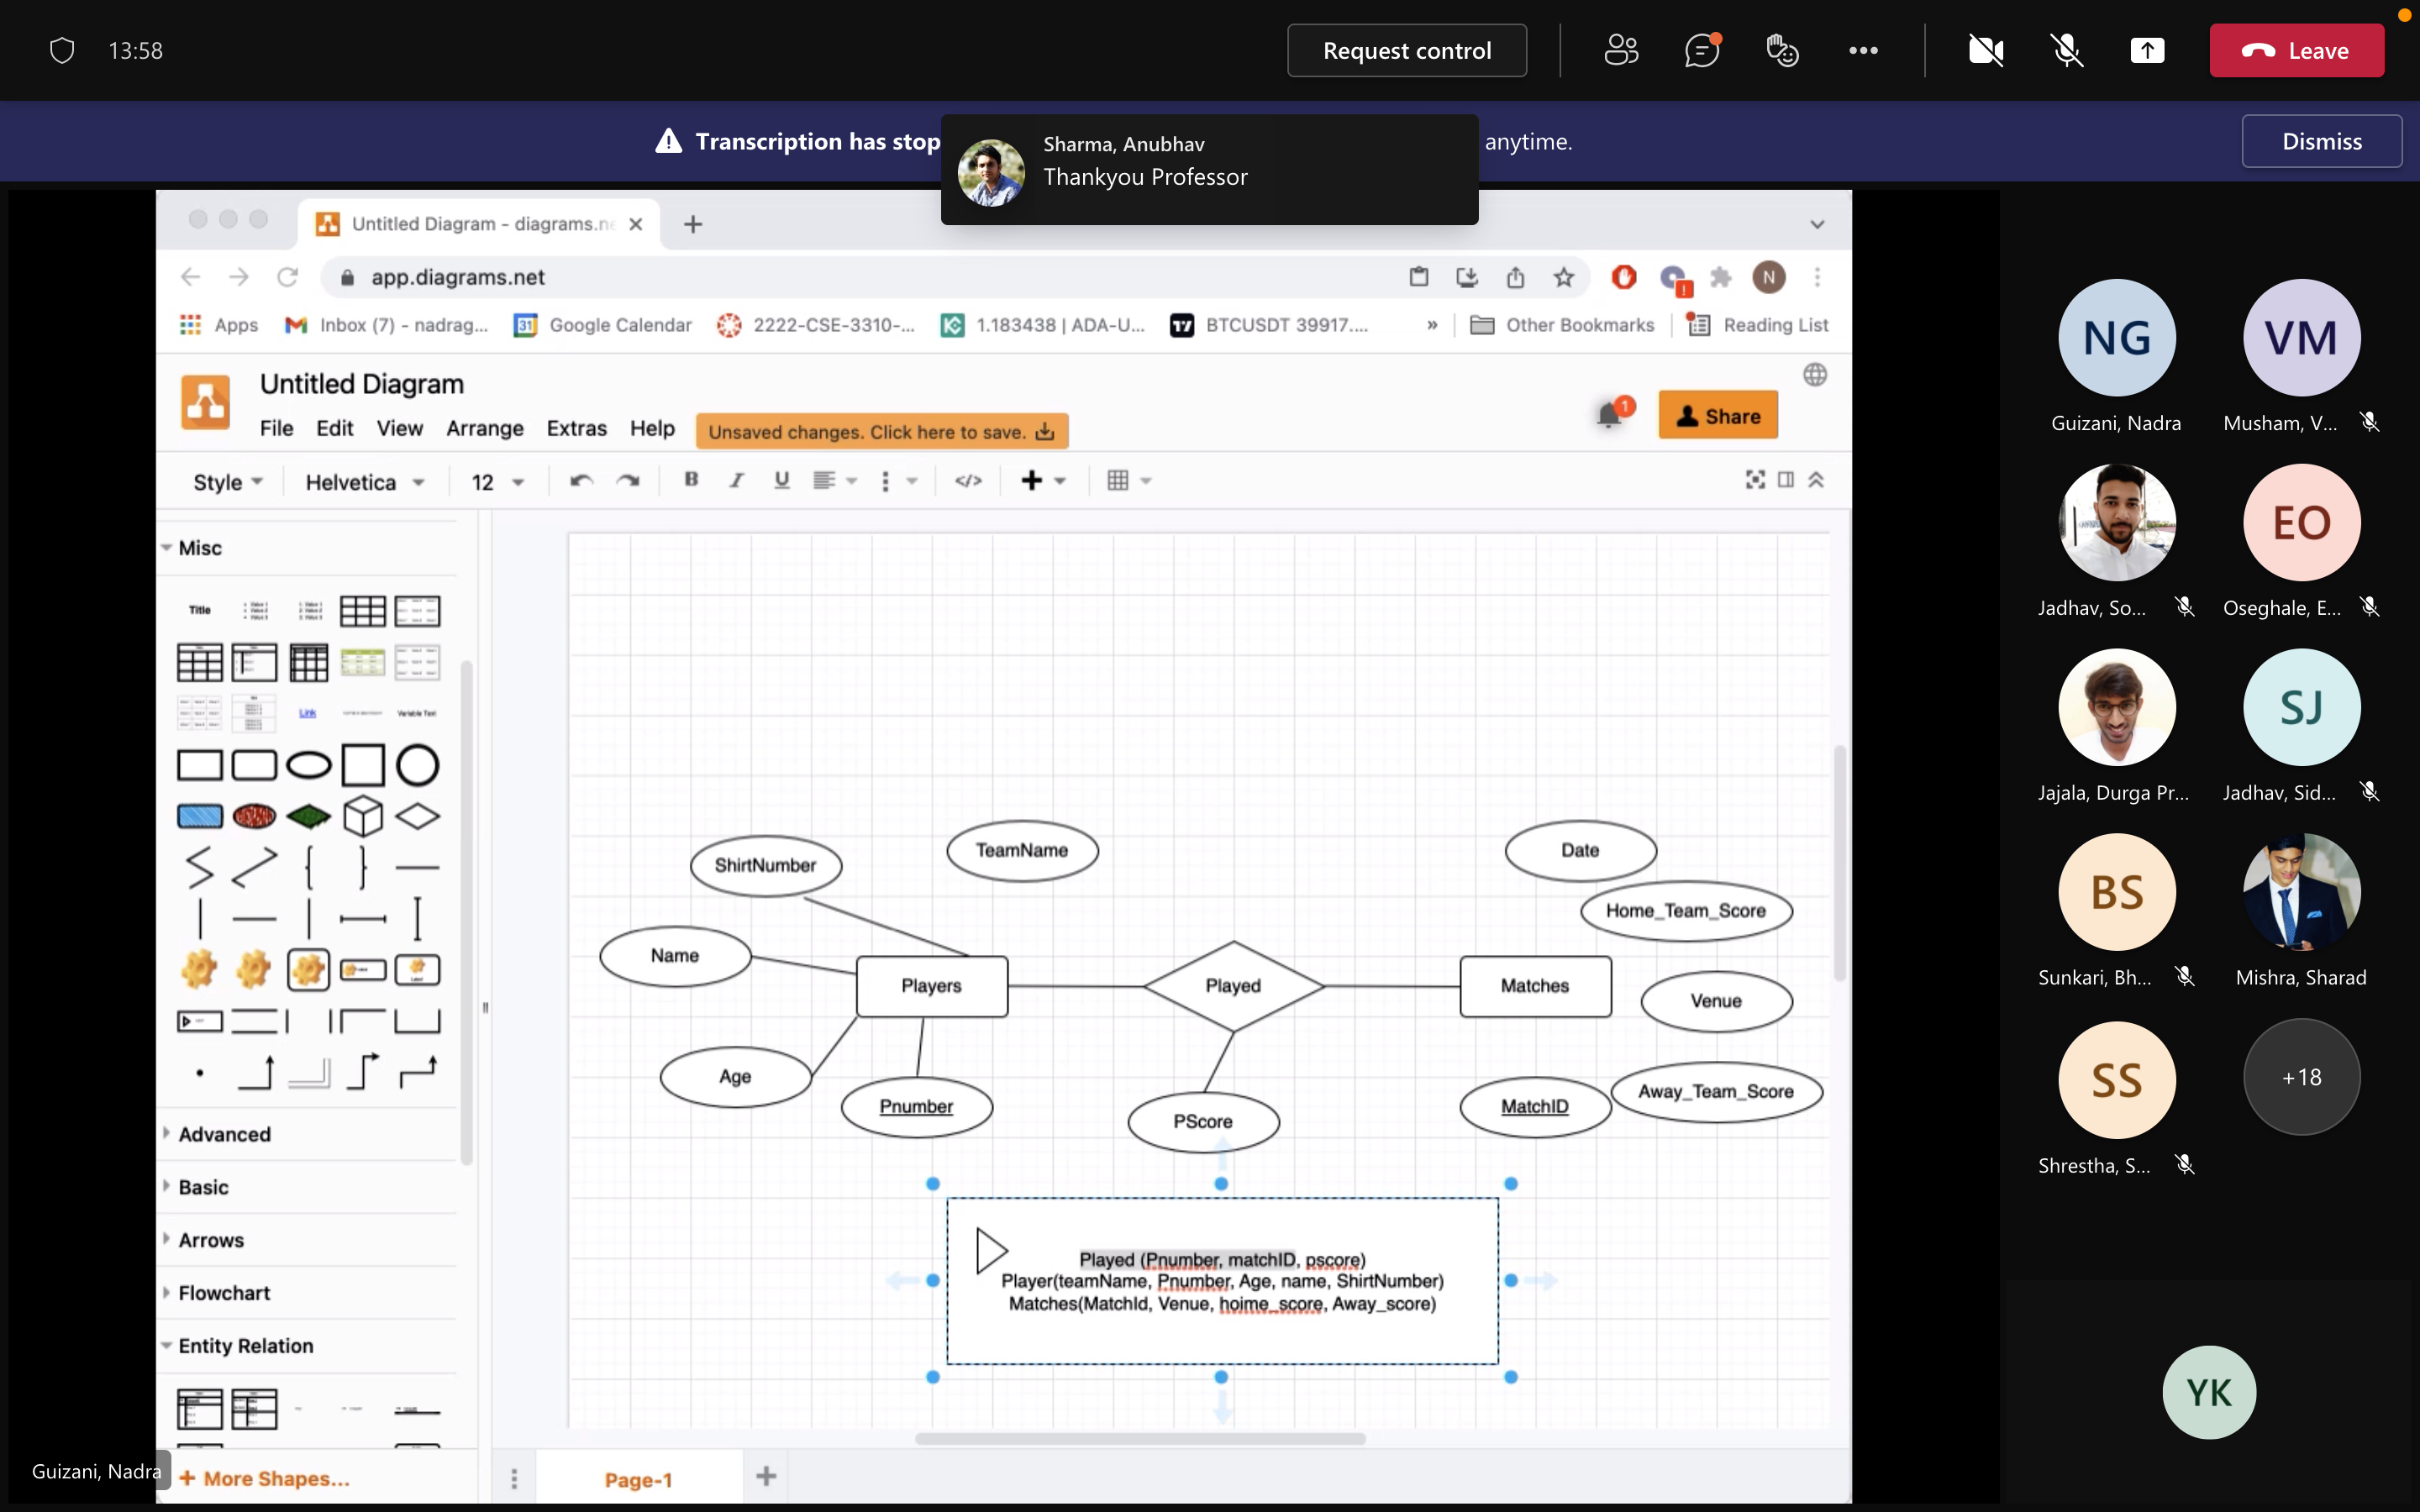 13:58
Request control
Leave
Transcription has stop
anytime.
Dismiss
Sharma, Anubhav
Thankyou Professor
Untitled Diagram - diagrams.ne
app.diagrams.net
N
Apps
Inbox (7) - nadrag...
31
Google Calendar
2222-CSE-3310-...
1.183438 | ADA-U...
BTCUSDT 39917....
»
Other Bookmarks
Reading List
Untitled Diagram
File
Edit
View
Arrange
Extras
Help
Unsaved changes. Click here to save.
1
Share
Style
Helvetica
12
B
I
U
</>
Misc
Title
Link
Variable Text
Advanced
Basic
Arrows
Flowchart
Entity Relation
+ More Shapes...
ShirtNumber
TeamName
Date
Home_Team_Score
Name
Players
Played
Matches
Venue
Age
Pnumber
PScore
MatchID
Away_Team_Score
Played (Pnumber, matchID, pscore)
Player(teamName, Pnumber, Age, name, ShirtNumber)
Matches(MatchId, Venue, hoime_score, Away_score)
Page-1
Guizani, Nadra
NG
Guizani, Nadra
VM
Musham, V...
Jadhav, So...
EO
Oseghale, E...
Jajala, Durga Pr...
SJ
Jadhav, Sid...
BS
Sunkari, Bh...
Mishra, Sharad
SS
Shrestha, S...
+18
YK